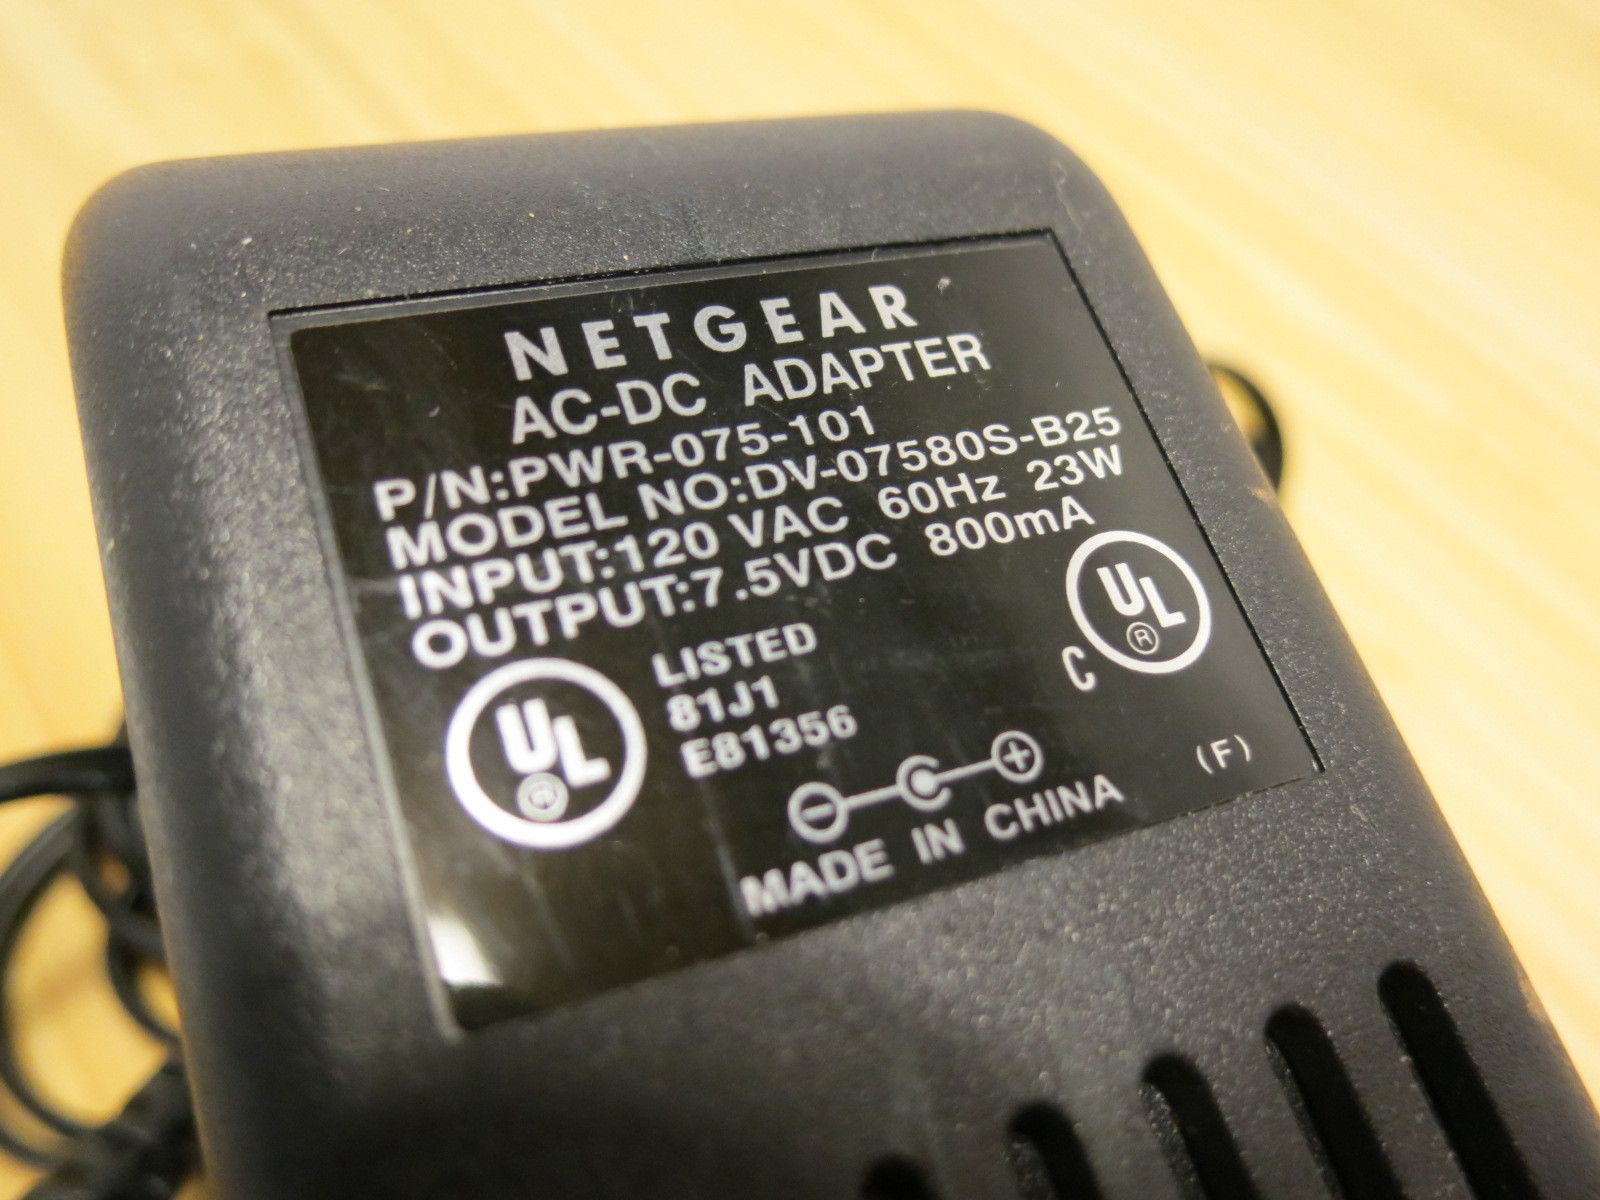 NETGEAR
AC-DC ADAPTER
P/N:PWR-075-101
MODEL NO:DV-07580S-B25
INPUT:120 VAC 60Hz 23W
OUTPUT:7.5VDC 800mA
UL ®
LISTED
81J1
E81356
C UL ®
MADE IN CHINA
(F)